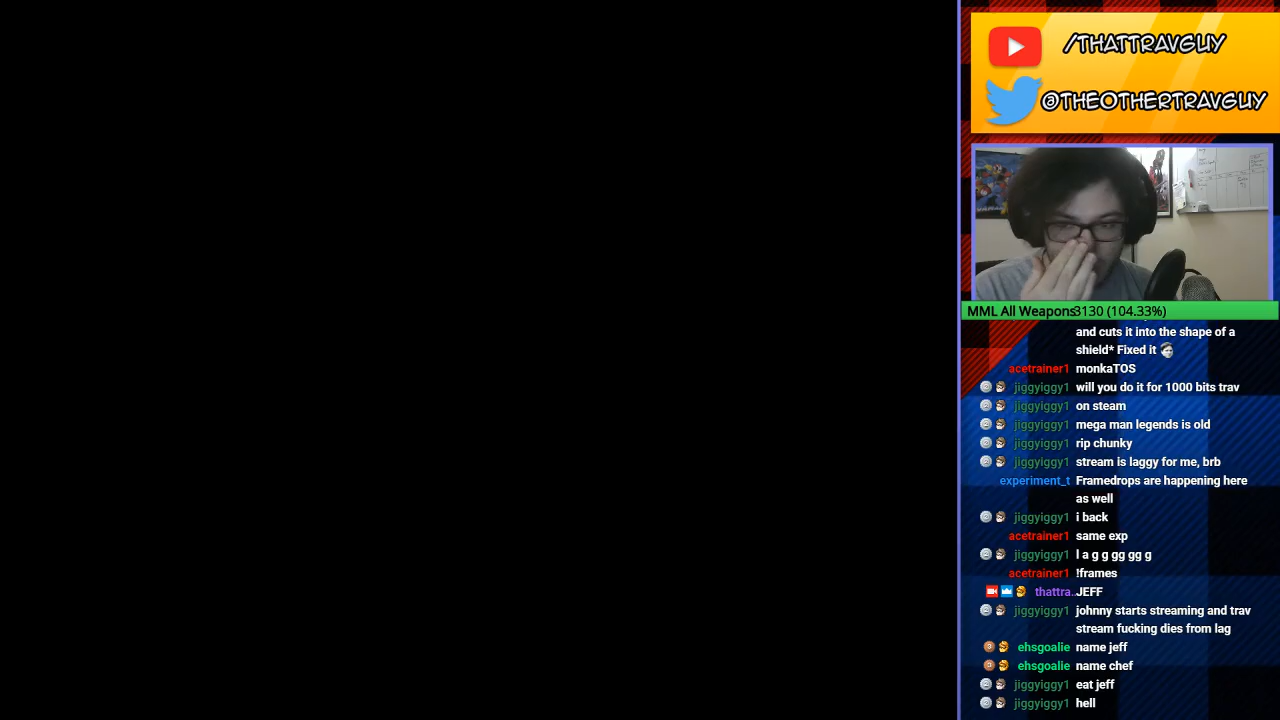 /THATTRAVGUY
@THEOTHERTRAVGUY
MML All Weapons3130 (104.33%)
and cuts it into the shape of a
shield* Fixed it
acetrainer1 monkaTOS
jiggyiggy1 will you do it for 1000 bits trav
jiggyiggy1 on steam
jiggyiggy1 mega man legends is old
jiggyiggy1 rip chunky
jiggyiggy1 stream is laggy for me, brb
experiment_t Framedrops are happening here
as well
jiggyiggy1 i back
acetrainer1 same exp
jiggyiggy1 l a g g gg gg g
acetrainer1 !frames
thattra.. JEFF
jiggyiggy1 johnny starts streaming and trav
stream fucking dies from lag
ehsgoalie name jeff
ehsgoalie name chef
jiggyiggy1 eat jeff
jiggyiggy1 hell